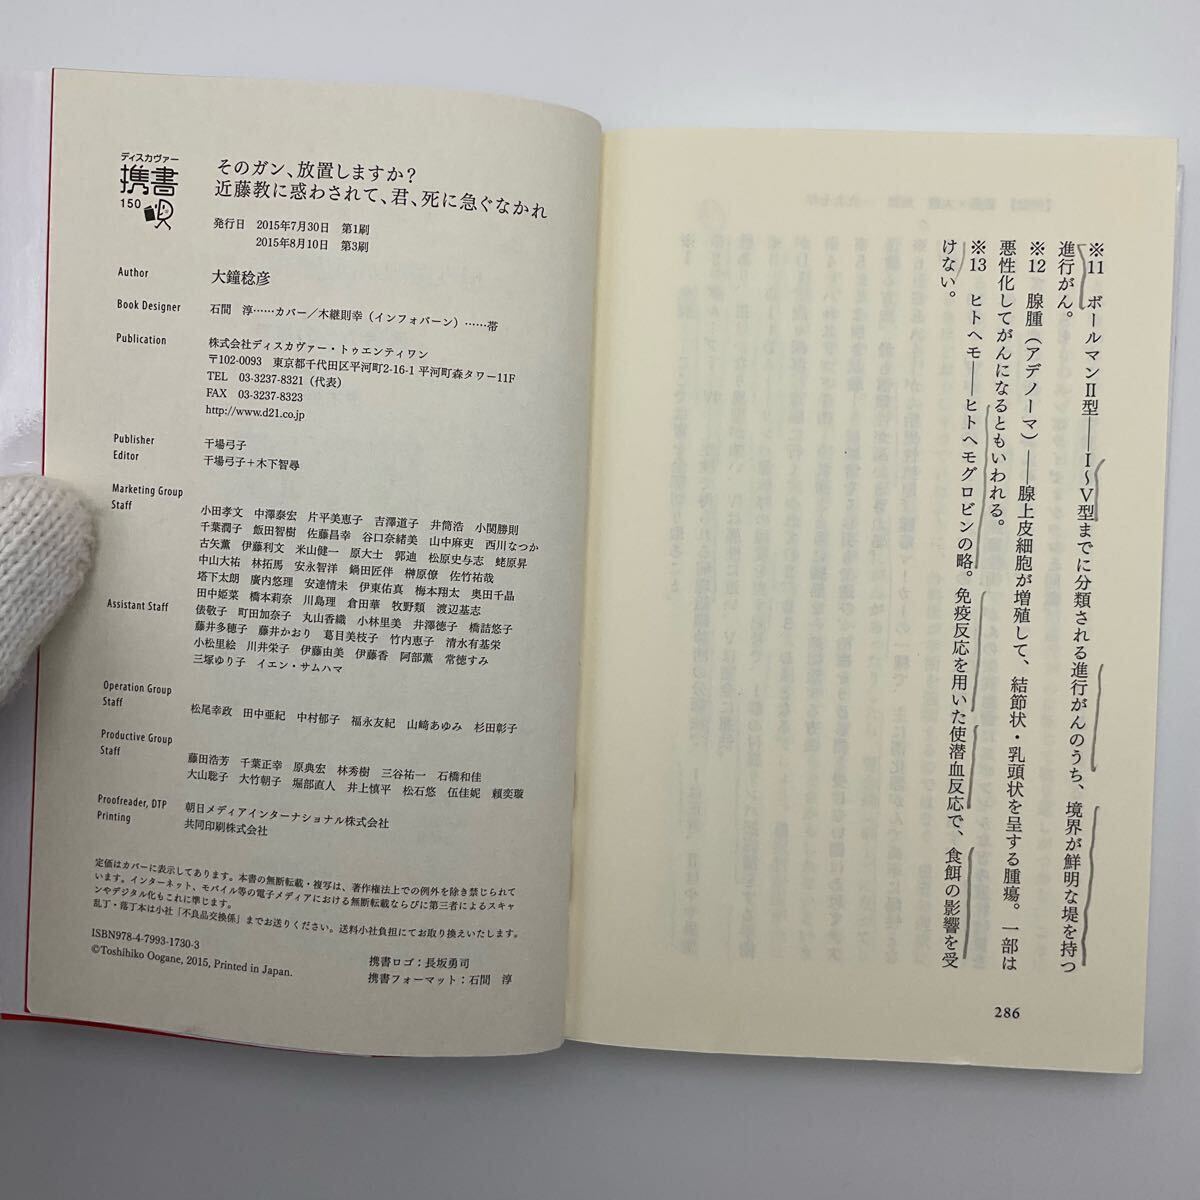 ※11　ボールマンⅡ型――Ⅰ～Ⅴ型までに分類される進行がんのうち、境界が鮮明な堤を持つ
進行がん。
※12　腺腫（アデノーマ）――腺上皮細胞が増殖して、結節状・乳頭状を呈する腫瘍。一部は
悪性化してがんになるともいわれる。
※13　ヒトヘモ――ヒトヘモグロビンの略。免疫反応を用いた便潜血反応で、食餌の影響を受
けない。
286
ディスカヴァー
携書
150
そのガン、放置しますか？
近藤教に惑わされて、君、死に急ぐなかれ
発行日　2015年7月30日　第1刷
2015年8月10日　第3刷
Author　大鐘稔彦
Book Designer　石間　淳……カバー／木継則幸（インフォバーン）……帯
Publication　株式会社ディスカヴァー・トゥエンティワン
〒102-0093　東京都千代田区平河町2-16-1 平河町森タワー11F
TEL　03-3237-8321（代表）
FAX　03-3237-8323
http://www.d21.co.jp
Publisher　干場弓子
Editor　干場弓子＋木下智尋
Marketing Group
Staff　小田孝文　中澤泰宏　片平美恵子　吉澤道子　井筒浩　小関勝則
千葉潤子　飯田智樹　佐藤昌幸　谷口奈緒美　山中麻吏　西川なつか
古矢薫　伊藤利文　米山健一　原大士　郭迪　松原史与志　蛯原昇
中山大祐　林拓馬　安永智洋　鍋田匠伴　榊原僚　佐竹祐哉
塔下太朗　廣内悠理　安達情未　伊東佑真　梅本翔太　奥田千晶
田中姫菜　橋本莉奈　川島理　倉田華　牧野類　渡辺基志
Assistant Staff　俵敬子　町田加奈子　丸山香織　小林里美　井澤徳子　橋詰悠子
藤井多穂子　藤井かおり　葛目美枝子　竹内恵子　清水有基栄
小松里絵　川井栄子　伊藤由美　伊藤香　阿部薫　常徳すみ
三塚ゆり子　イエン・サムハマ
Operation Group
Staff　松尾幸政　田中亜紀　中村郁子　福永友紀　山﨑あゆみ　杉田彰子
Productive Group
Staff　藤田浩芳　千葉正幸　原典宏　林秀樹　三谷祐一　石橋和佳
大山聡子　大竹朝子　堀部直人　井上慎平　松石悠　伍佳妮　賴奕璇
Proofreader, DTP　朝日メディアインターナショナル株式会社
Printing　共同印刷株式会社
定価はカバーに表示してあります。本書の無断転載・複写は、著作権法上での例外を除き禁じられて
います。インターネット、モバイル等の電子メディアにおける無断転載ならびに第三者によるスキャ
ンやデジタル化もこれに準じます。
乱丁・落丁本は小社「不良品交換係」までお送りください。送料小社負担にてお取り換えいたします。
ISBN978-4-7993-1730-3
©Toshihiko Oogane, 2015, Printed in Japan.
携書ロゴ：長坂勇司
携書フォーマット：石間　淳